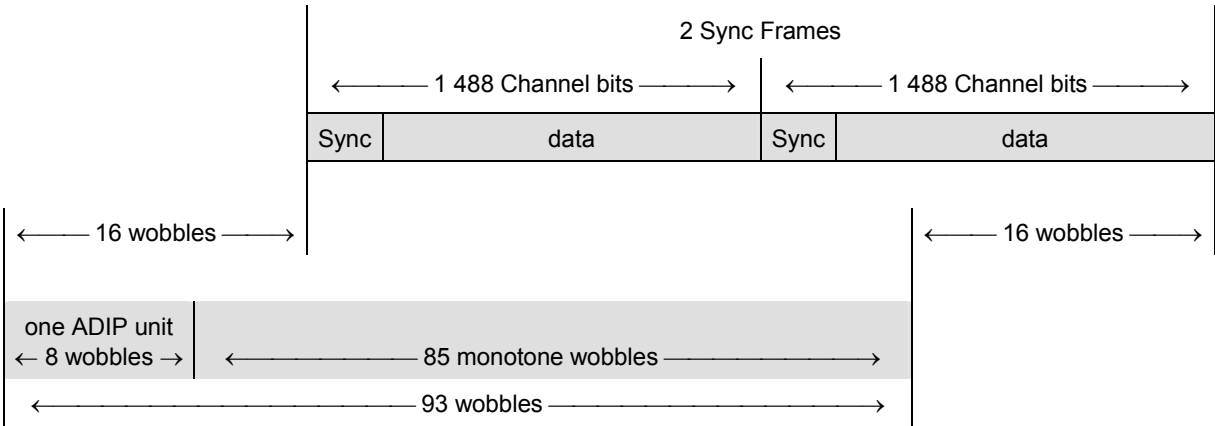 2 Sync Frames
← 1 488 Channel bits → ← 1 488 Channel bits →
Sync data Sync data
← 16 wobbles → ← 16 wobbles →
one ADIP unit
← 8 wobbles → ← 85 monotone wobbles →
← 93 wobbles →